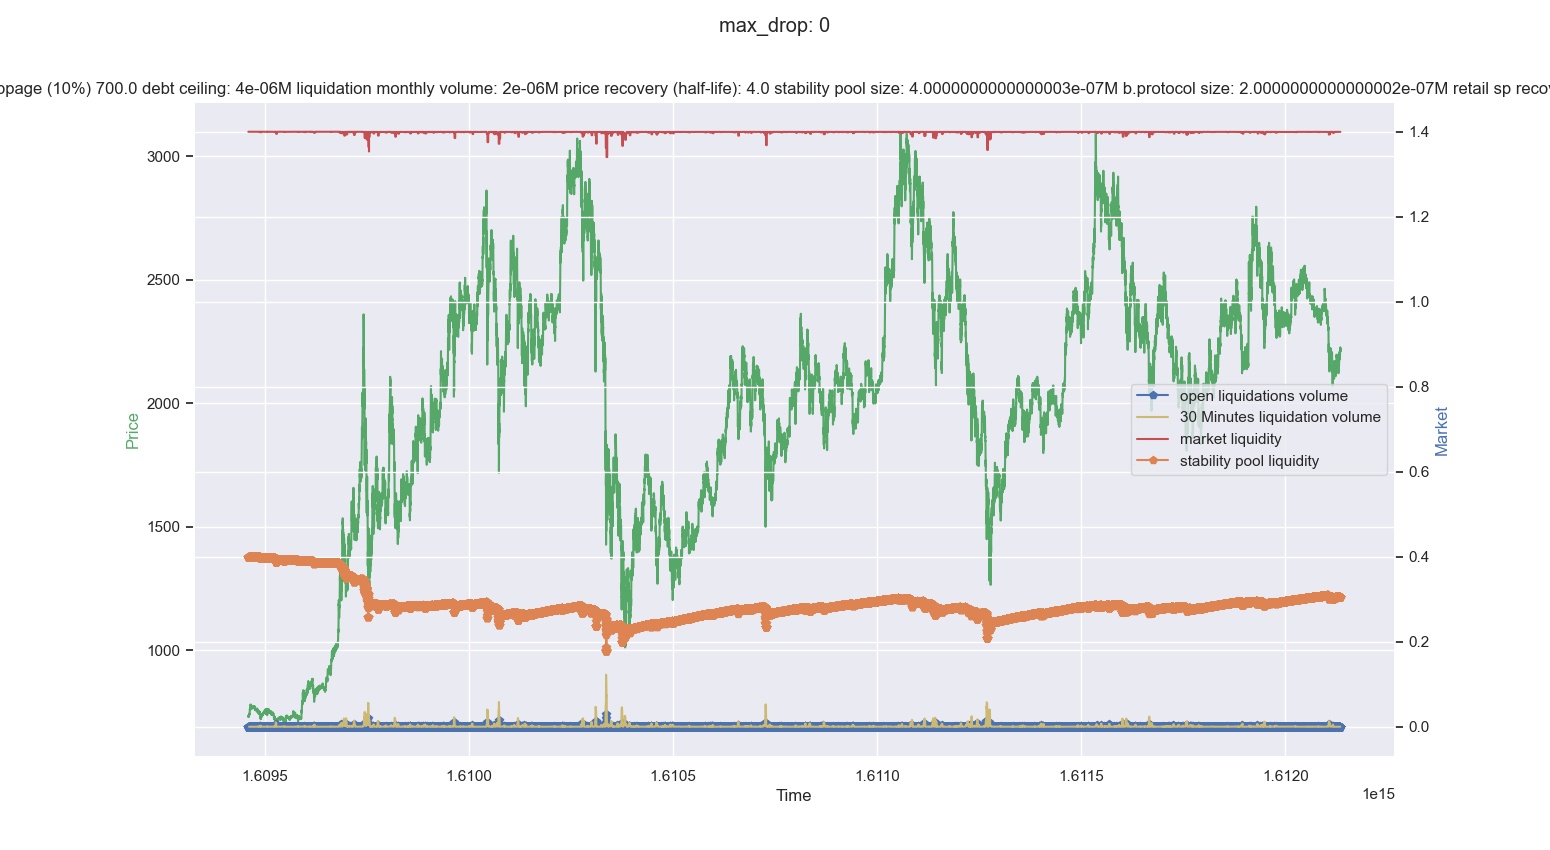 max_drop: 0
(10%) 700.0 debt ceiling: 4e-06M liquidation monthly volume: 2e-06M price recovery (half-life): 4.0 stability pool size: 4.0000000000000003e-07M b.protocol size: 2.0000000000000002e-07M retail sp
3000
2500
2000
1500
1000
Price
1.4
1.2
1.0
0.8
0.6
0.4
0.2
0.0
Market
open liquidations volume
30 Minutes liquidation volume
market liquidity
stability pool liquidity
1.6095 1.6100 1.6105 1.6110 1.6115 1.6120
Time
1e15